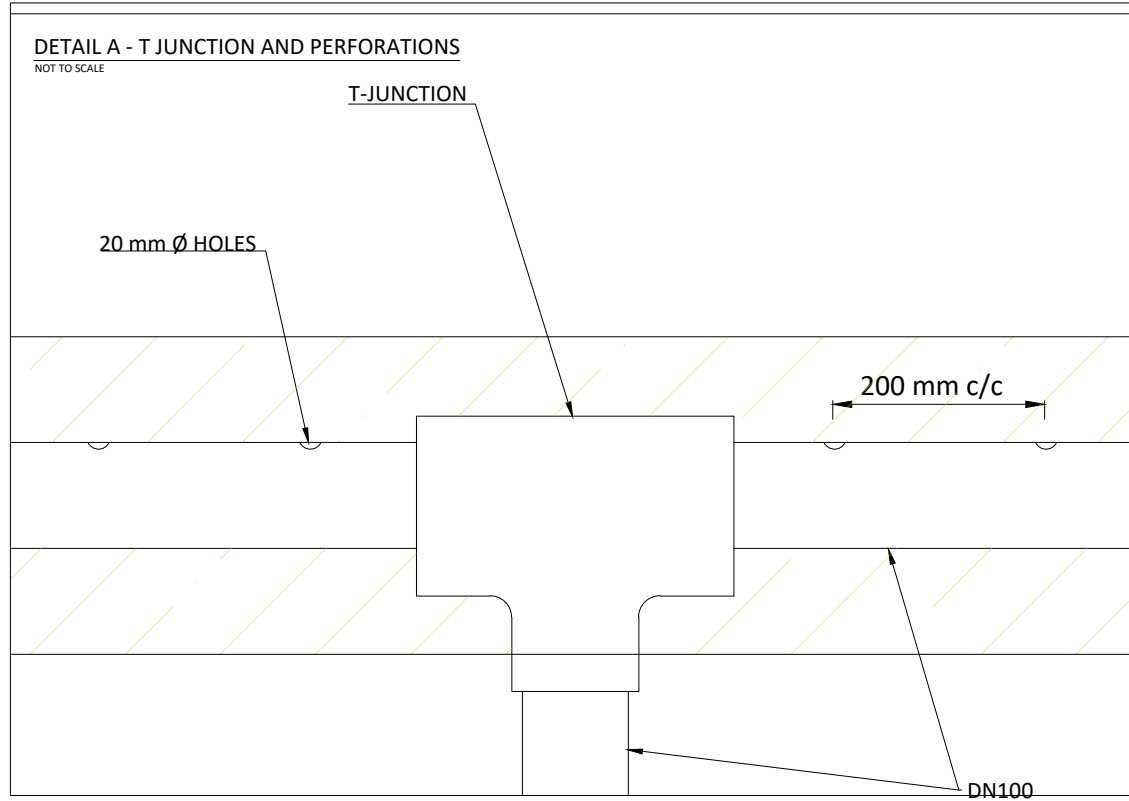 DETAIL A - T JUNCTION AND PERFORATIONS
NOT TO SCALE
T-JUNCTION
20 mm Ø HOLES
200 mm c/c
DN100